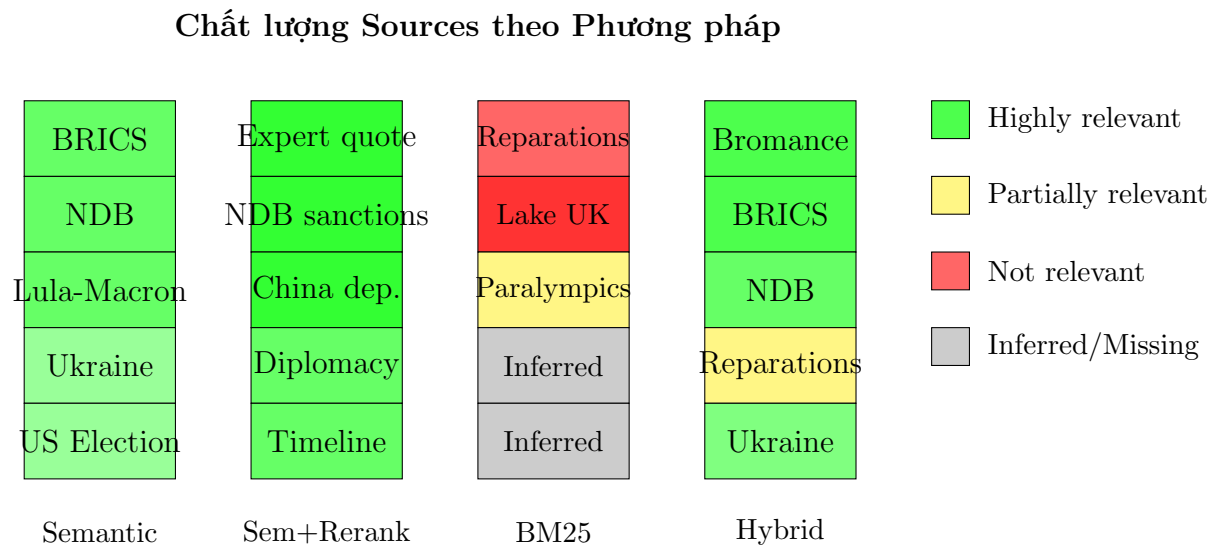 Chất lượng Sources theo Phương pháp
BRICS
NDB
Lula-Macron
Ukraine
US Election
Semantic
Expert quote
NDB sanctions
China dep.
Diplomacy
Timeline
Sem+Rerank
Reparations
Lake UK
Paralympics
Inferred
Inferred
BM25
Bromance
BRICS
NDB
Reparations
Ukraine
Hybrid
Highly relevant
Partially relevant
Not relevant
Inferred/Missing